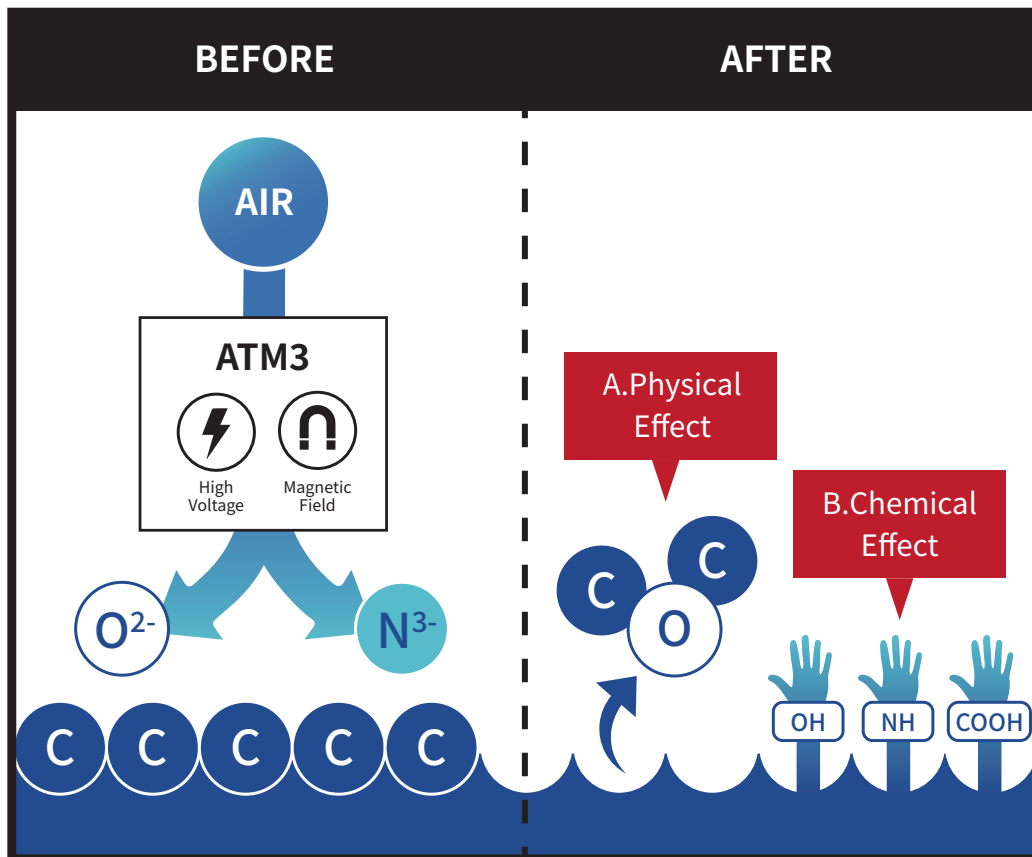 BEFORE
AIR
ATM3
High
Voltage
Magnetic
Field
O²⁻
N³⁻
C
C
C
C
C
AFTER
A.Physical
Effect
B.Chemical
Effect
C
C
O
OH
NH
COOH